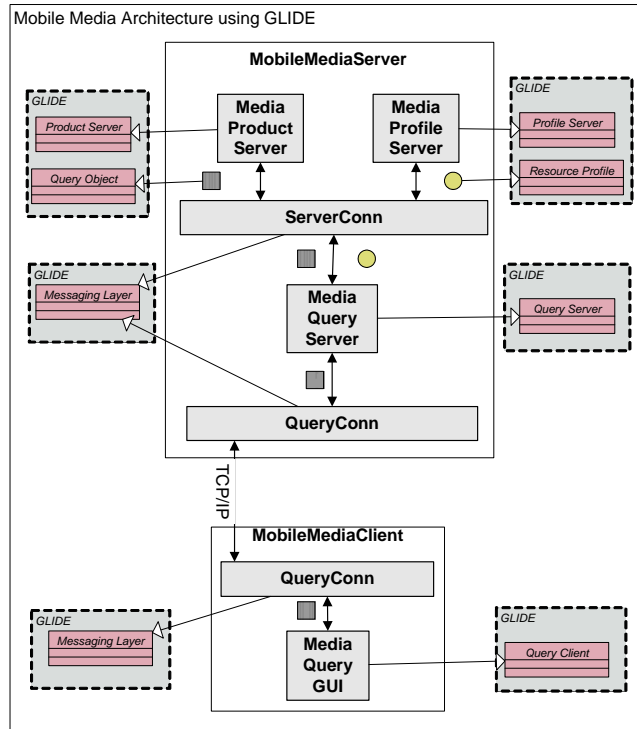 Mobile Media Architecture using GLIDE
MobileMediaServer
GLIDE
Product Server
Query Object
Media
Product
Server
Media
Profile
Server
GLIDE
Profile Server
Resource Profile
ServerConn
GLIDE
Messaging Layer
Media
Query
Server
GLIDE
Query Server
QueryConn
TCP/IP
MobileMediaClient
QueryConn
GLIDE
Messaging Layer
Media
Query
GUI
GLIDE
Query Client